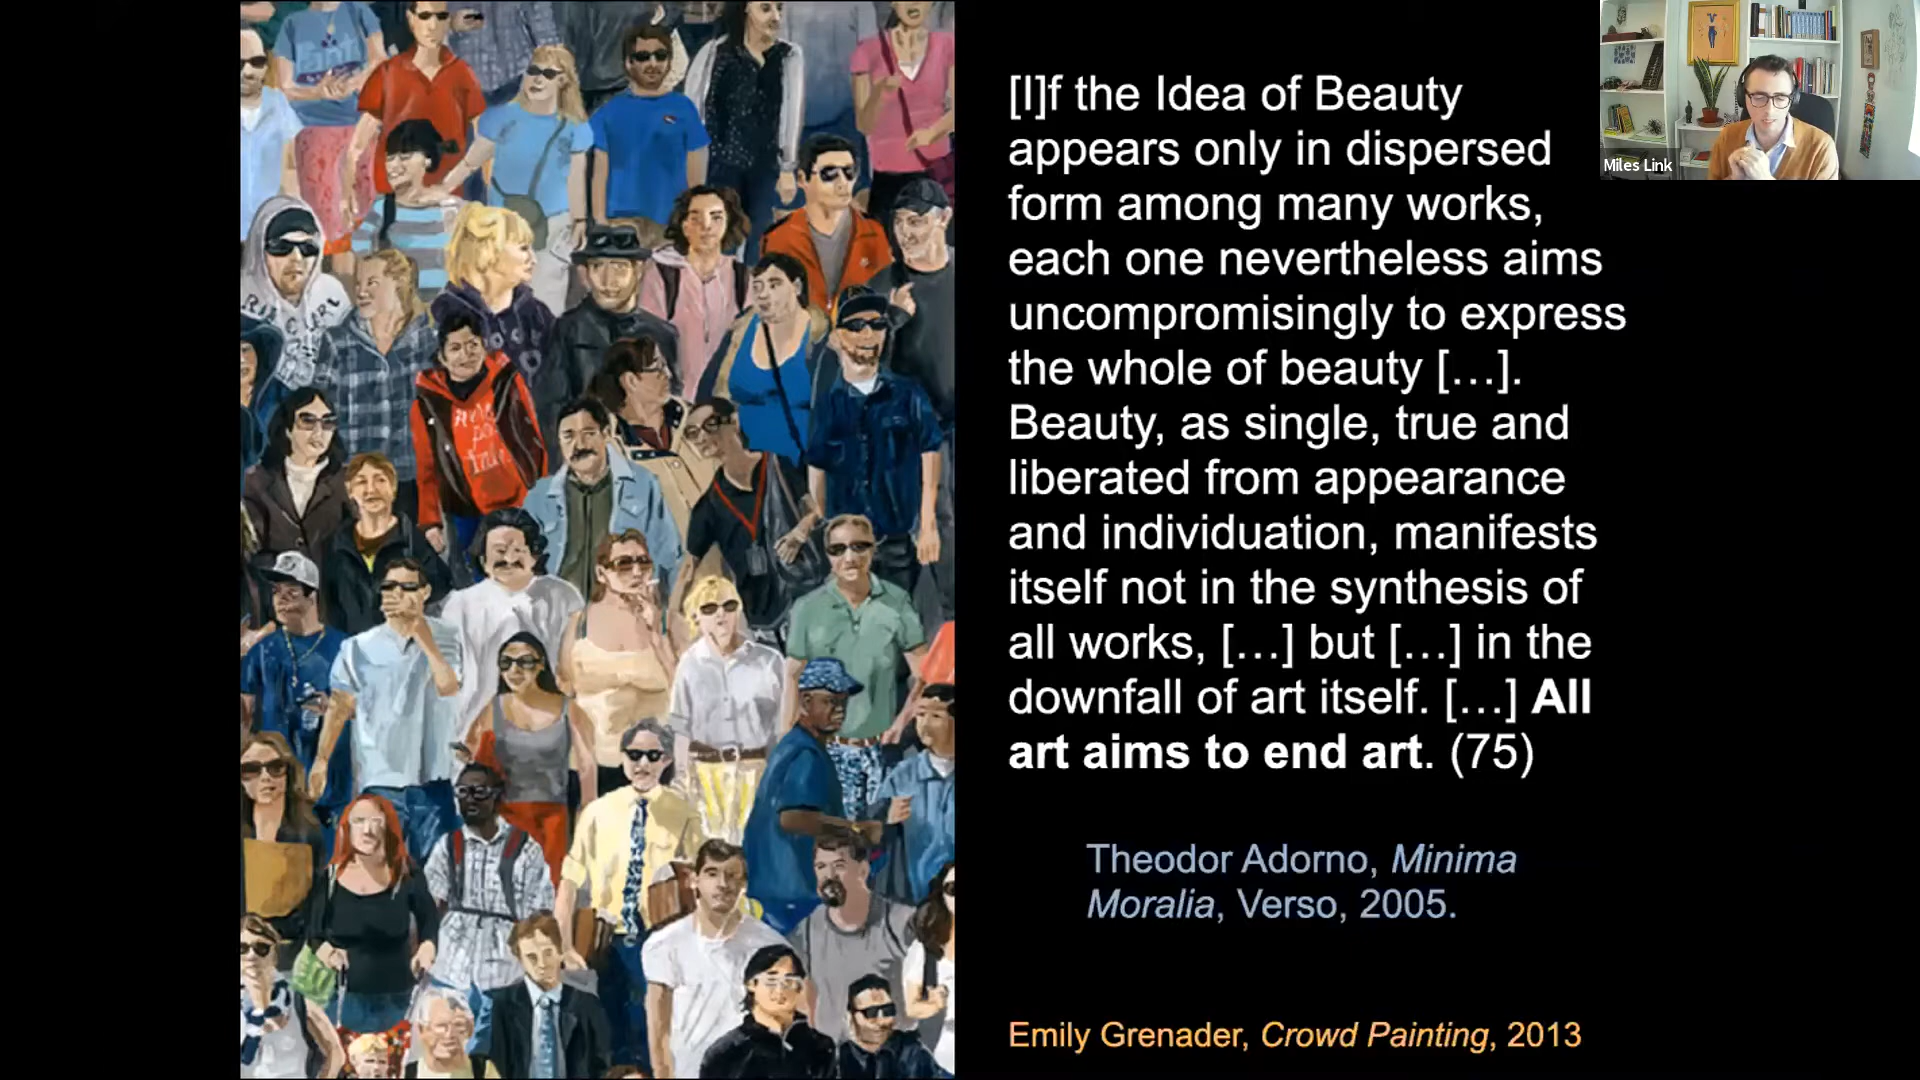 [I]f the Idea of Beauty
appears only in dispersed
form among many works,
each one nevertheless aims
uncompromisingly to express
the whole of beauty […].
Beauty, as single, true and
liberated from appearance
and individuation, manifests
itself not in the synthesis of
all works, […] but […] in the
downfall of art itself. […] All
art aims to end art. (75)
Theodor Adorno, Minima
Moralia, Verso, 2005.
Emily Grenader, Crowd Painting, 2013
Miles Link